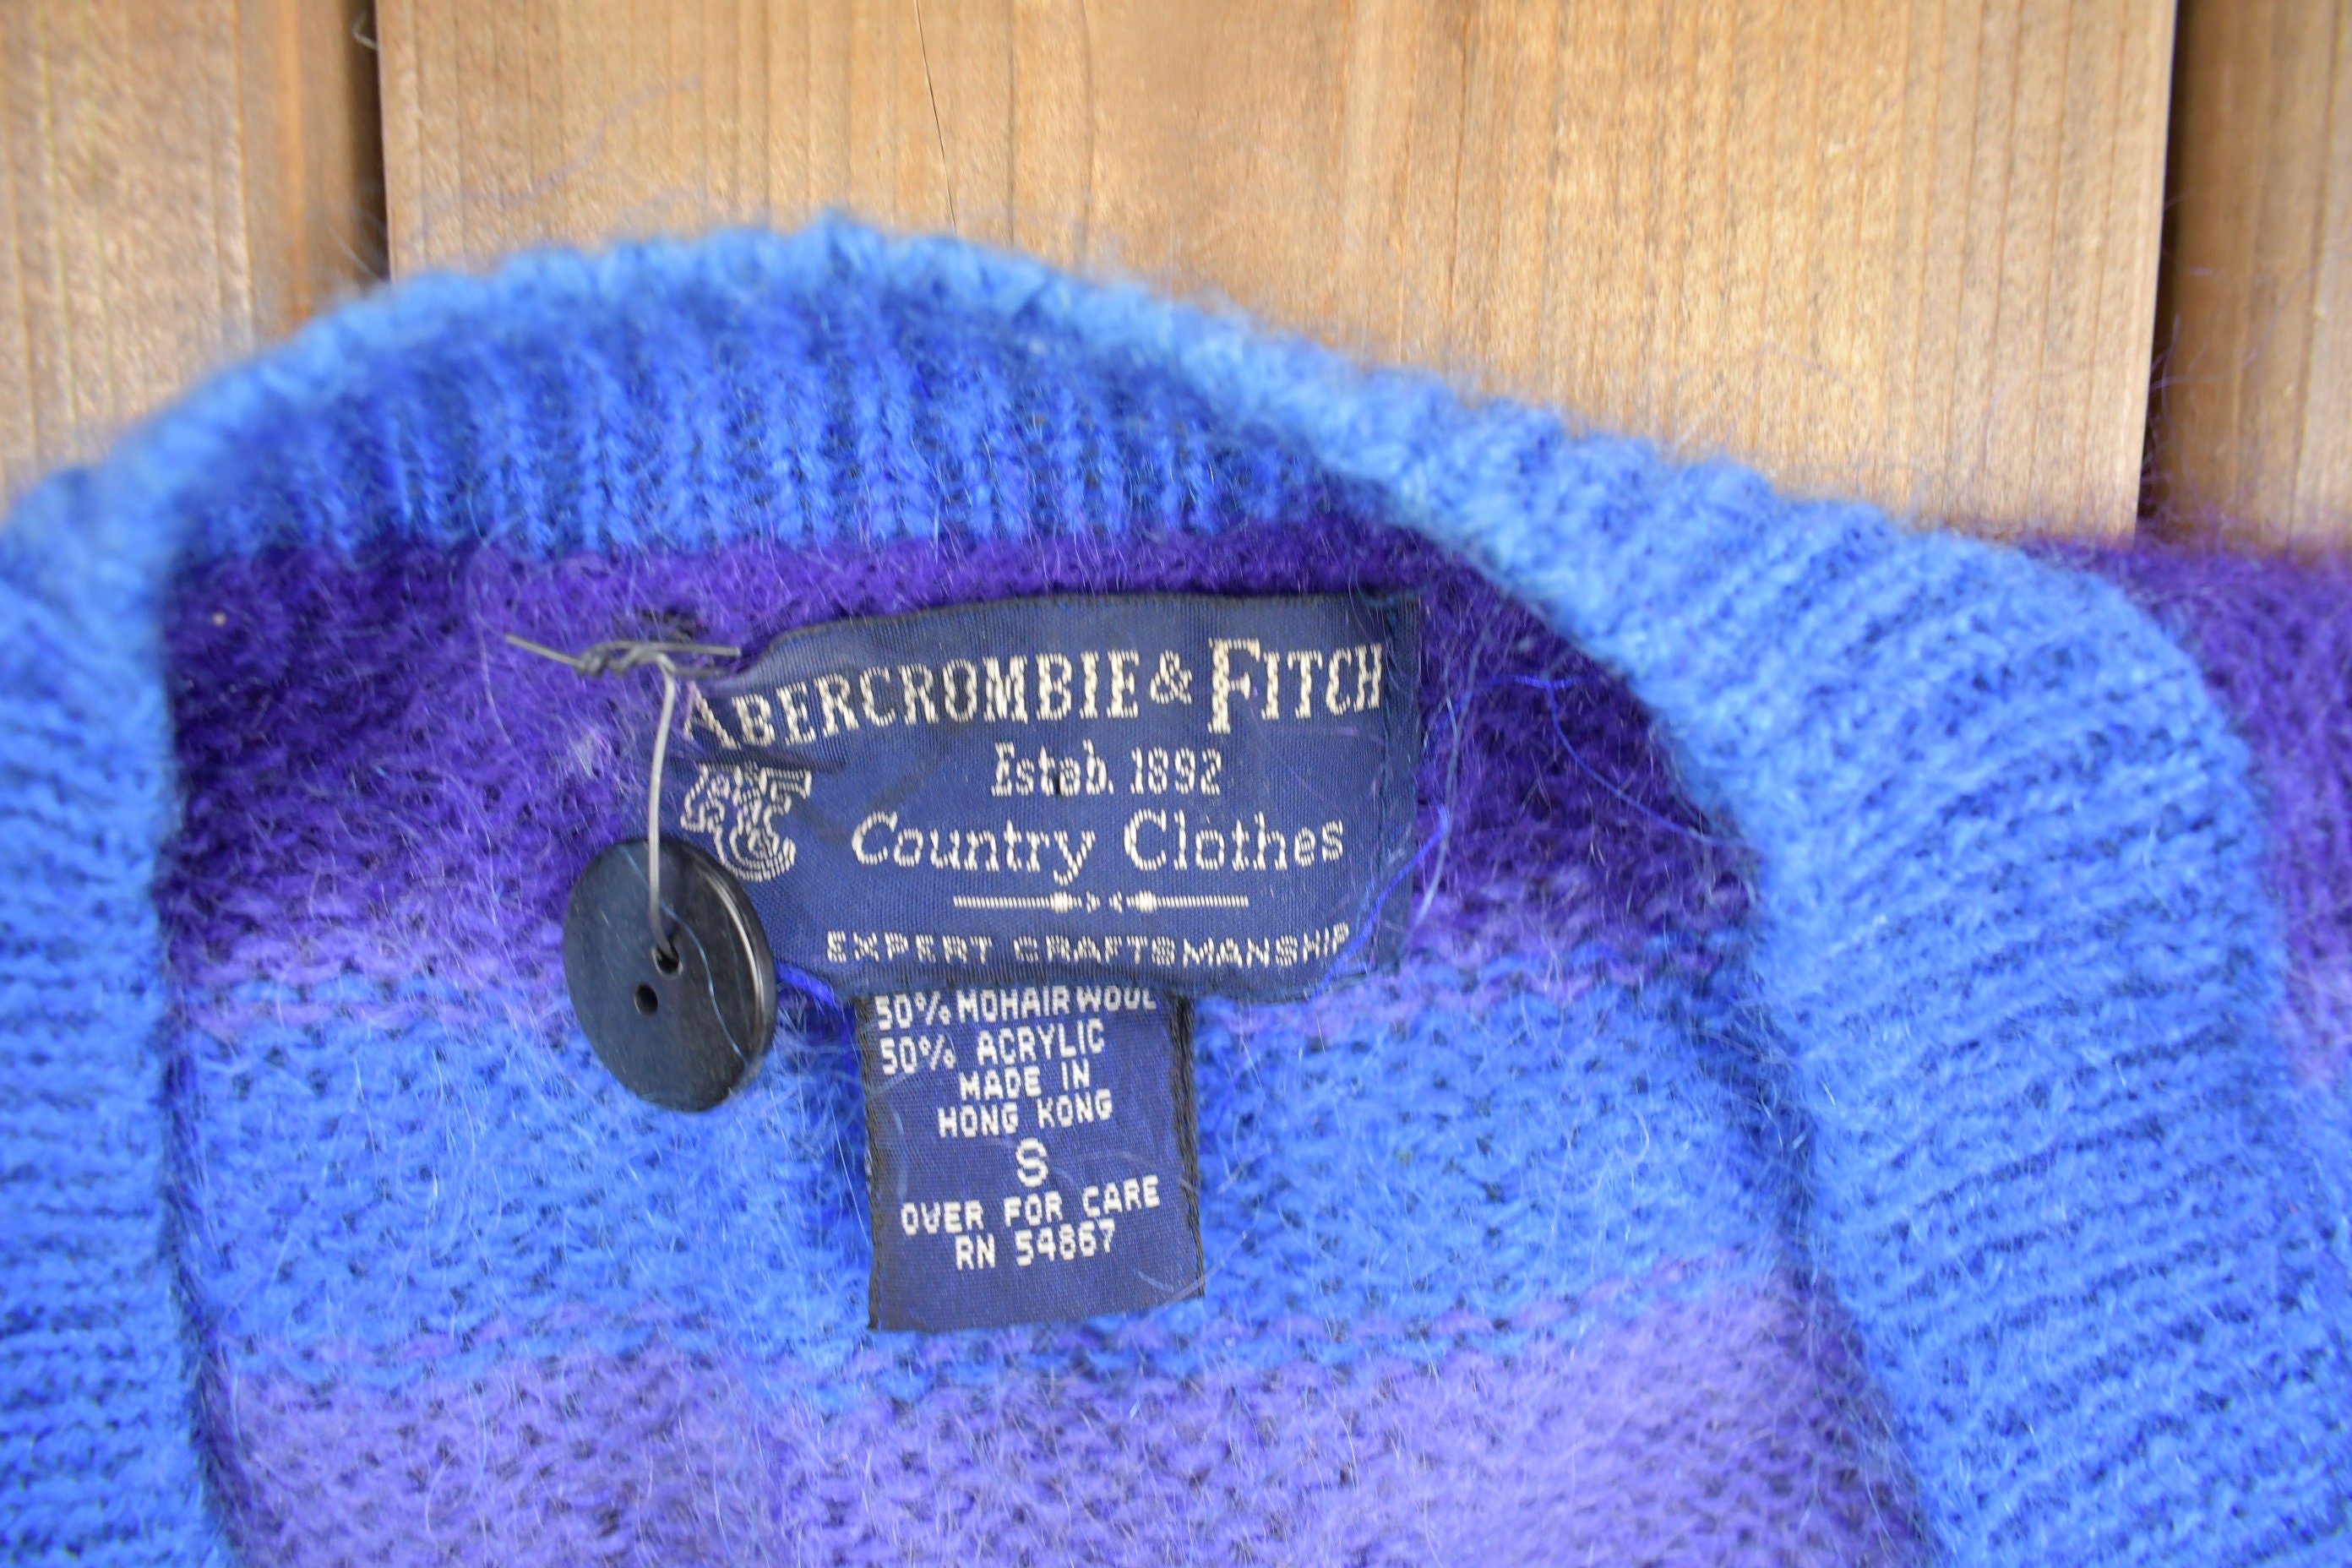 ABERCROMBIE & FITCH
Estab. 1892
Country Clothes
EXPERT CRAFTSMANSHIP
50% MOHAIR WOOL
50% ACRYLIC
MADE IN
HONG KONG
S
OVER FOR CARE
RN 54867